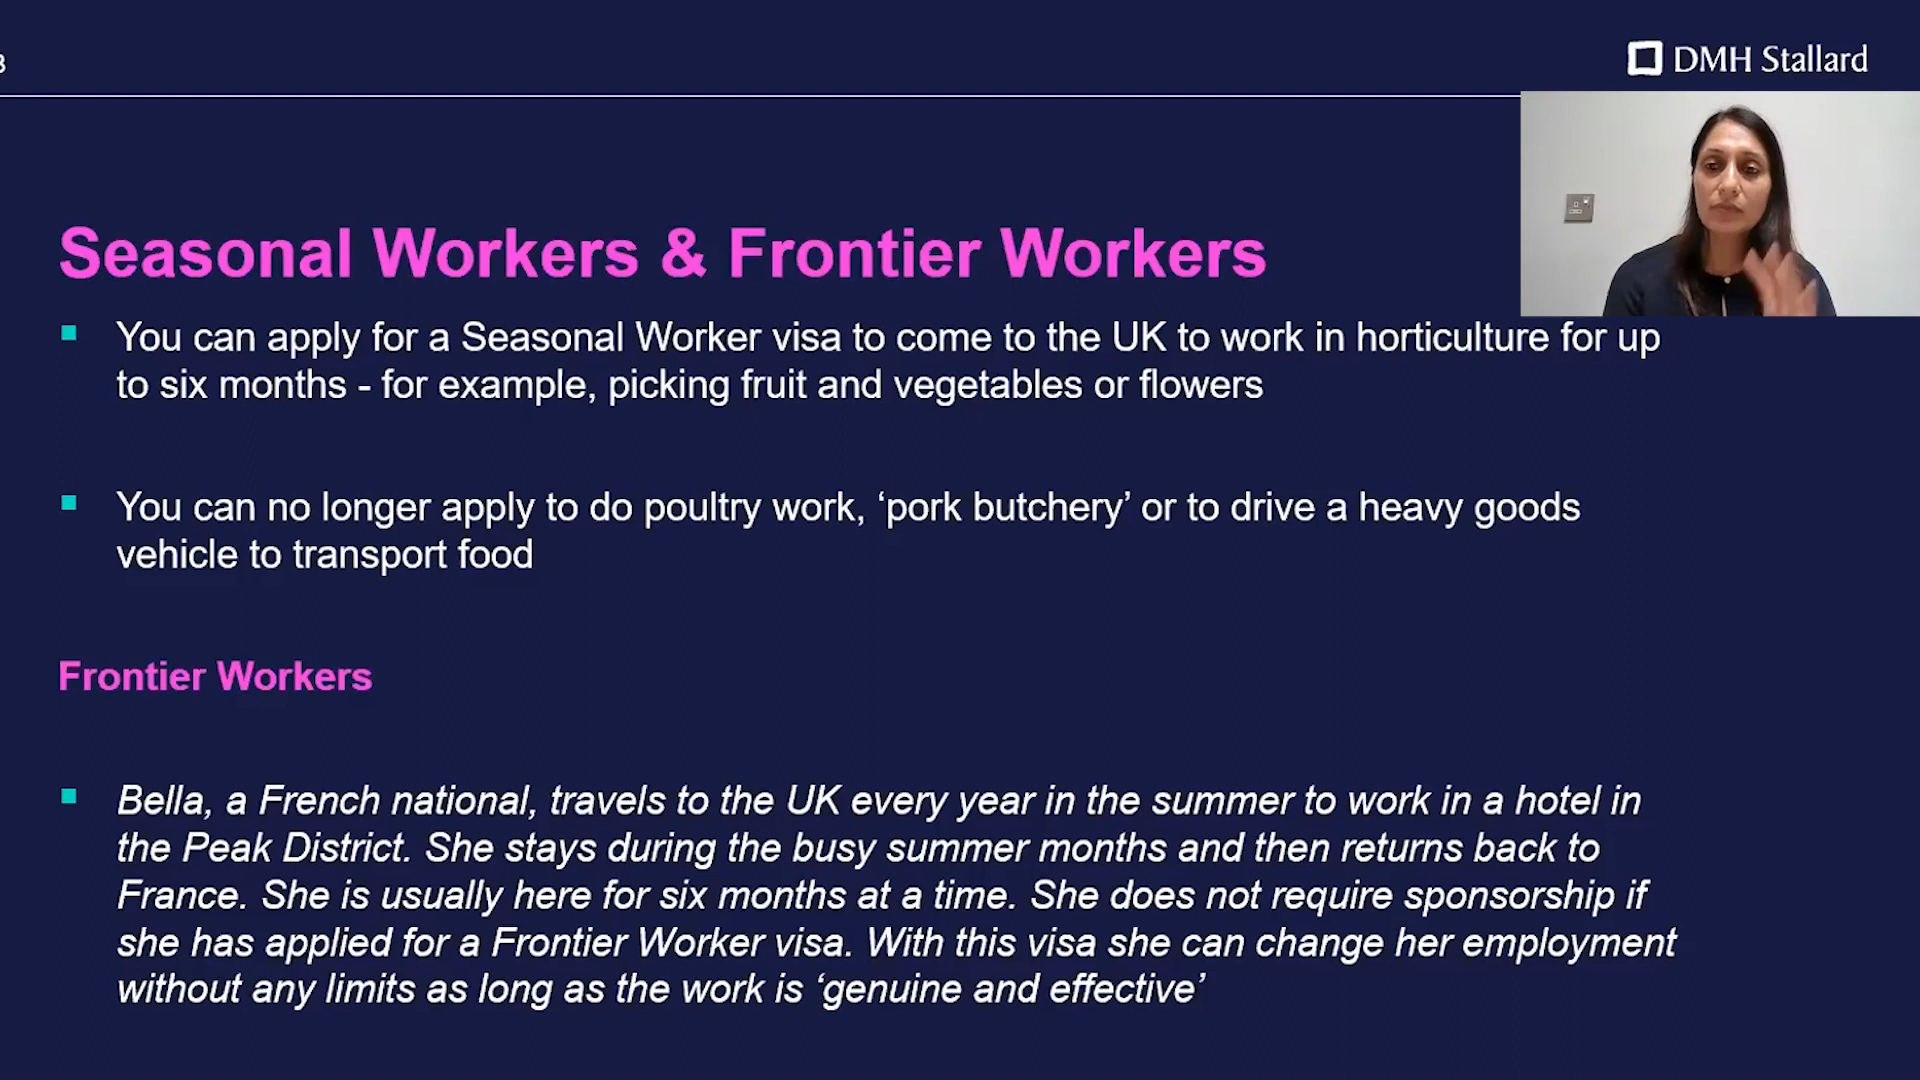 DMH Stallard
Seasonal Workers & Frontier Workers
You can apply for a Seasonal Worker visa to come to the UK to work in horticulture for up
to six months - for example, picking fruit and vegetables or flowers
You can no longer apply to do poultry work, ‘pork butchery’ or to drive a heavy goods
vehicle to transport food
Frontier Workers
Bella, a French national, travels to the UK every year in the summer to work in a hotel in
the Peak District. She stays during the busy summer months and then returns back to
France. She is usually here for six months at a time. She does not require sponsorship if
she has applied for a Frontier Worker visa. With this visa she can change her employment
without any limits as long as the work is ‘genuine and effective’